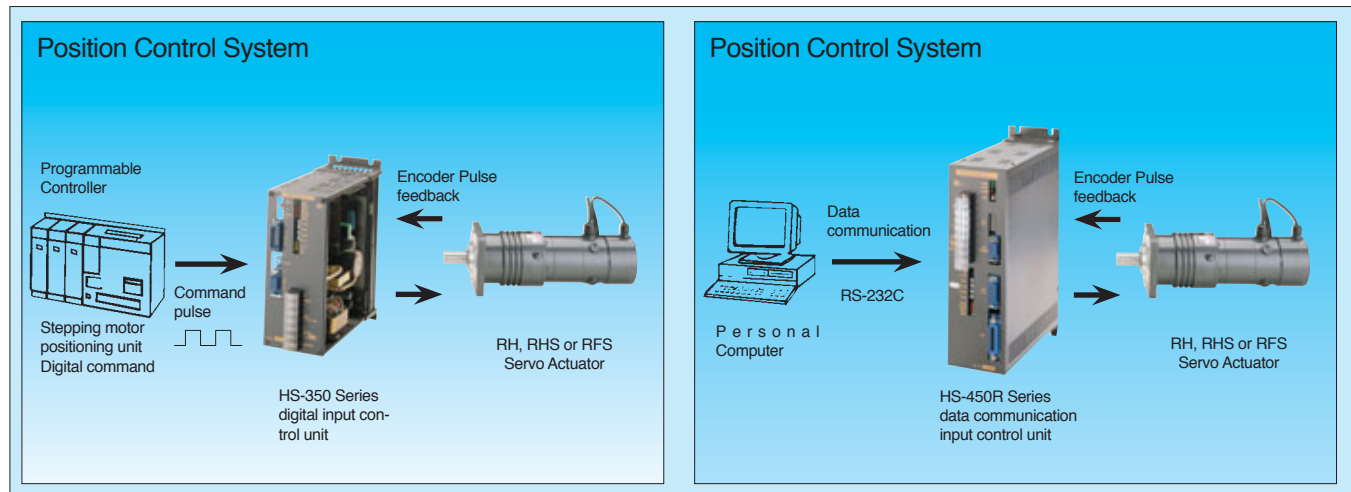 Position Control System
Programmable
Controller
Encoder Pulse
feedback
Command
pulse
Stepping motor
positioning unit
Digital command
RH, RHS or RFS
Servo Actuator
HS-350 Series
digital input con-
trol unit
Position Control System
Encoder Pulse
feedback
Data
communication
RS-232C
Personal
Computer
RH, RHS or RFS
Servo Actuator
HS-450R Series
data communication
input control unit